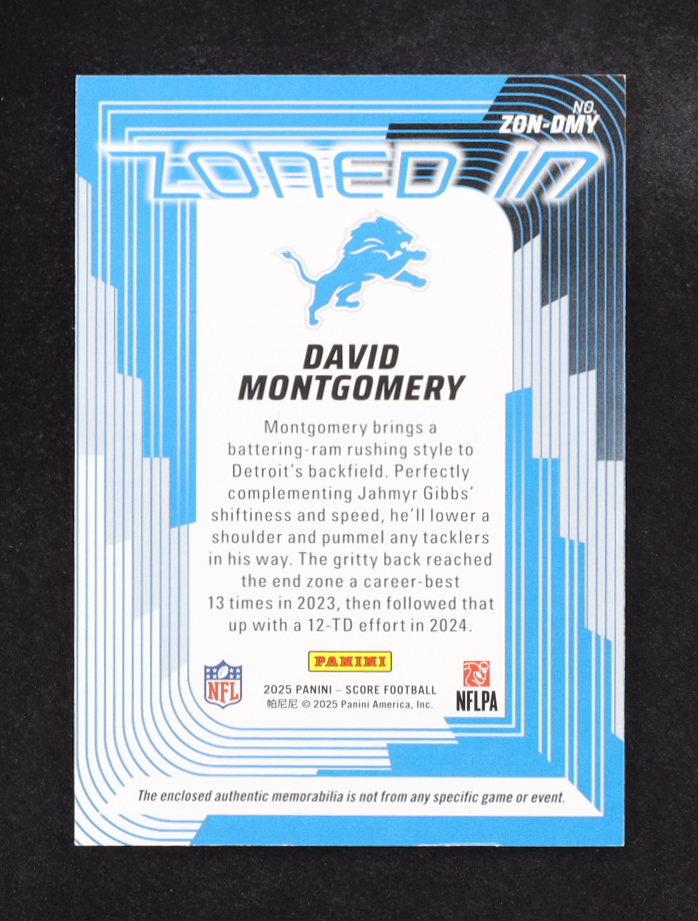 NO.
ZON-DMY
ZONED IN
DAVID
MONTGOMERY
Montgomery brings a
battering-ram rushing style to
Detroit's backfield. Perfectly
complementing Jahmyr Gibbs'
shiftiness and speed, he'll lower a
shoulder and pummel any tacklers
in his way. The gritty back reached
the end zone a career-best
13 times in 2023, then followed that
up with a 12-TD effort in 2024.
PANINI
NFL
2025 PANINI – SCORE FOOTBALL
帕尼尼 © 2025 Panini America, Inc.
NFLPA
The enclosed authentic memorabilia is not from any specific game or event.